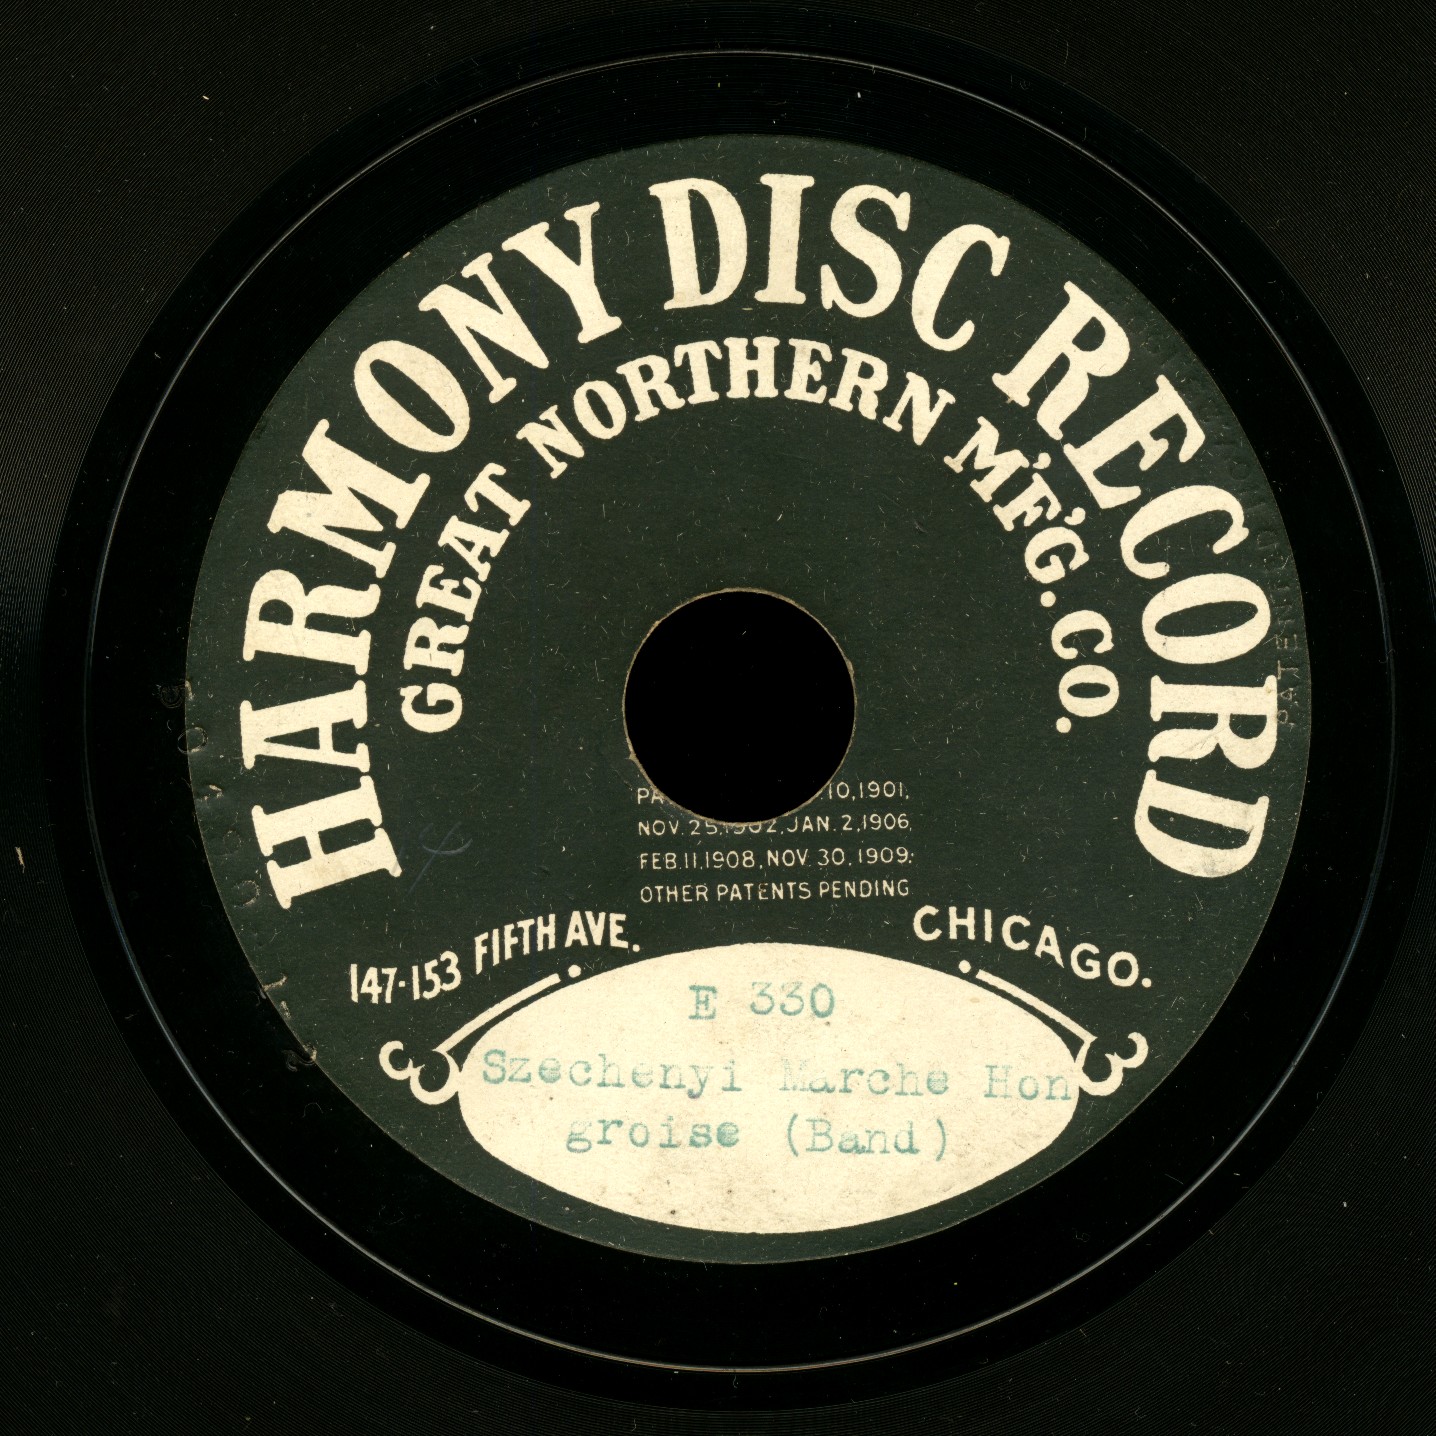 HARMONY DISC RECORD
GREAT NORTHERN M'F'G. CO.
10,1901,
NOV. 25,1902, JAN. 2,1906,
FEB.11,1908, NOV. 30, 1909.
OTHER PATENTS PENDING
147-153 FIFTH AVE.
CHICAGO.
E 330
Szechenyi Marche Hon
groise (Band)